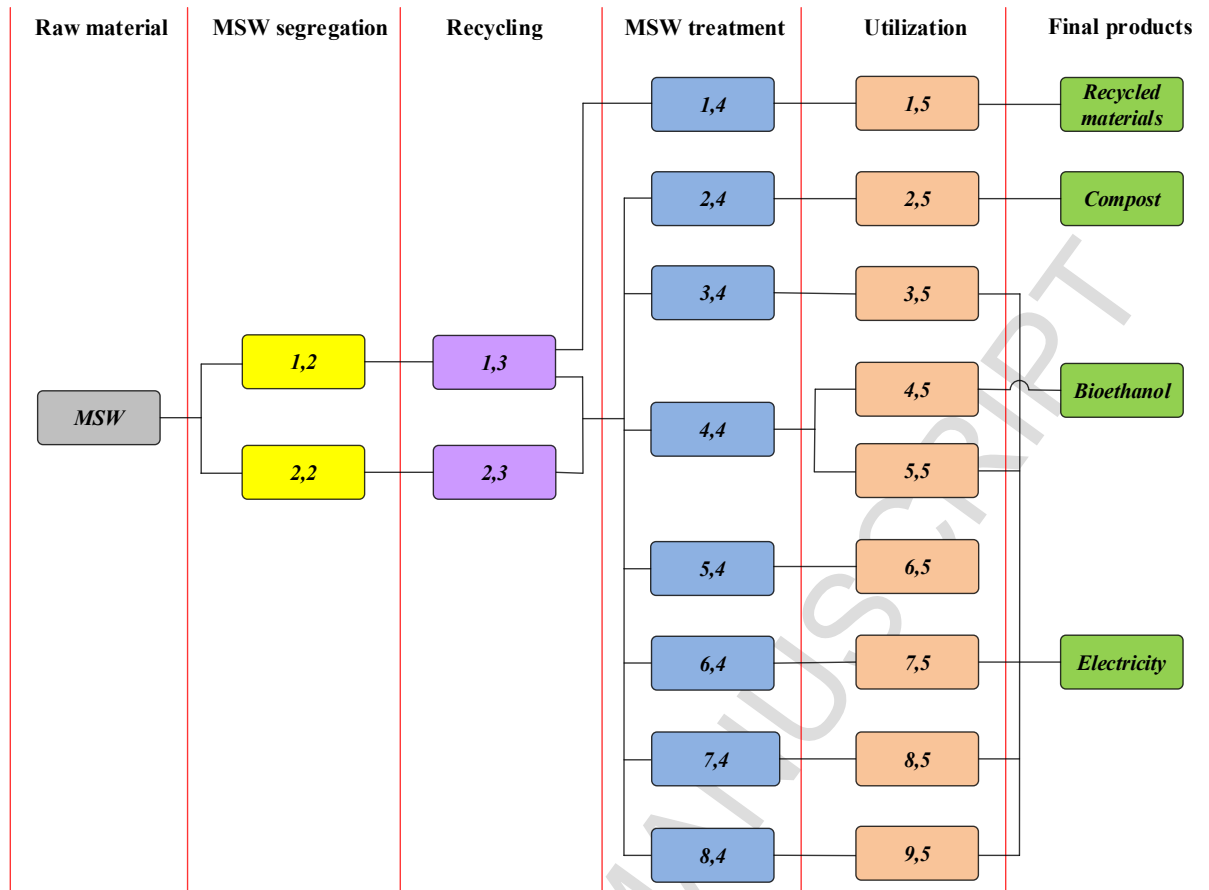 Raw material MSW segregation Recycling MSW treatment Utilization Final products
1,4 1,5 Recycled
materials
2,4 2,5 Compost
3,4 3,5
1,2 1,3
4,5 Bioethanol
MSW 4,4
2,2 2,3 5,5
5,4 6,5
6,4 7,5 Electricity
7,4 8,5
8,4 9,5
MANUSCRIPT